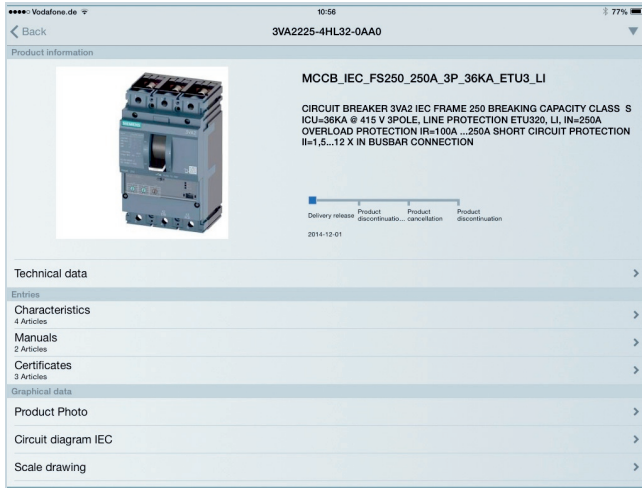 Vodafone.de
10:56
77%
Back
3VA2225-4HL32-0AA0
Product information
MCCB_IEC_FS250_250A_3P_36KA_ETU3_LI
CIRCUIT BREAKER 3VA2 IEC FRAME 250 BREAKING CAPACITY CLASS S
ICU=36KA @ 415 V 3POLE, LINE PROTECTION ETU320, LI, IN=250A
OVERLOAD PROTECTION IR=100A ...250A SHORT CIRCUIT PROTECTION
II=1,5...12 X IN BUSBAR CONNECTION
SIEMENS
Delivery release
Product
discontinuatio...
Product
cancellation
Product
discontinuation
2014-12-01
Technical data
Entries
Characteristics
4 Articles
Manuals
2 Articles
Certificates
3 Articles
Graphical data
Product Photo
Circuit diagram IEC
Scale drawing